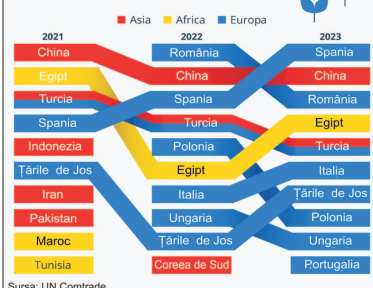 Asia Africa Europa
2021 2022 2023
China România Spania
Egipt China China
Turcia Spania România
Spania Turcia Egipt
Indonezia Polonia Turcia
Țările de Jos Egipt Italia
Iran Italia Țările de Jos
Pakistan Ungaria Polonia
Maroc Țările de Jos Ungaria
Tunisia Coreea de Sud Portugalia
Sursa: UN Comtrade